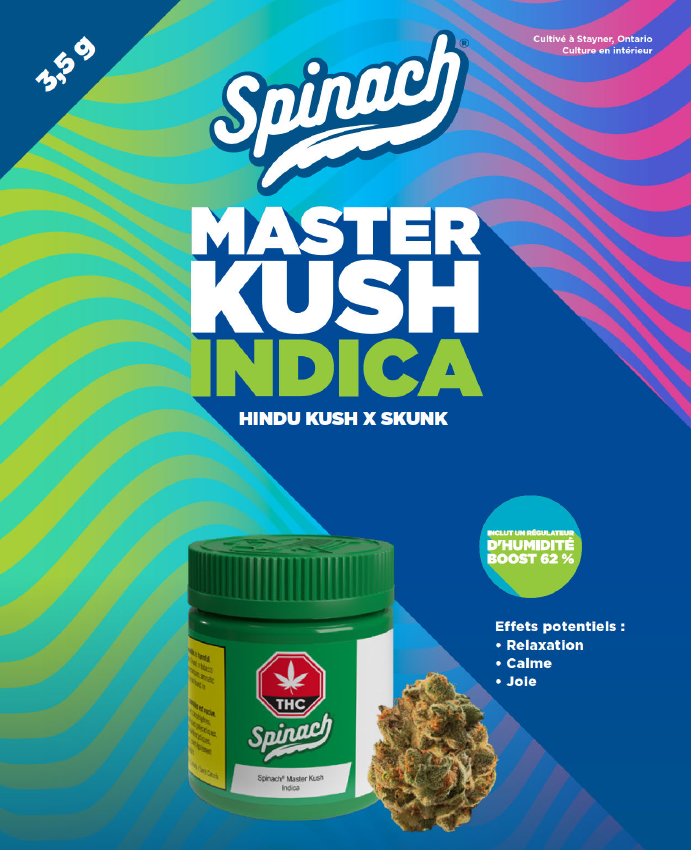 3,5 g
Spinach®
Cultivé à Stayner, Ontario
Culture en intérieur
MASTER
KUSH
INDICA
HINDU KUSH X SKUNK
INCLUT UN RÉGULATEUR
D'HUMIDITÉ
BOOST 62 %
Effets potentiels :
• Relaxation
• Calme
• Joie
THC
Spinach
Spinach® Master Kush
Indica